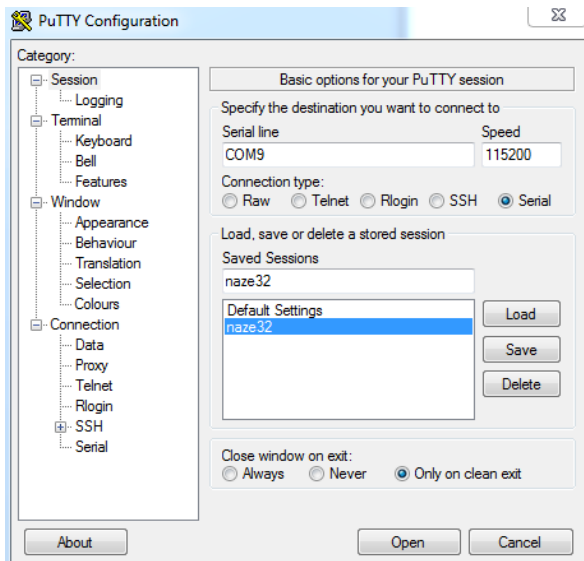 PuTTY Configuration
Category:
Session
Logging
Terminal
Keyboard
Bell
Features
Window
Appearance
Behaviour
Translation
Selection
Colours
Connection
Data
Proxy
Telnet
Rlogin
SSH
Serial
Basic options for your PuTTY session
Specify the destination you want to connect to
Serial line Speed
COM9 115200
Connection type:
Raw Telnet Rlogin SSH Serial
Load, save or delete a stored session
Saved Sessions
naze32
Default Settings
naze32
Load
Save
Delete
Close window on exit:
Always Never Only on clean exit
About Open Cancel